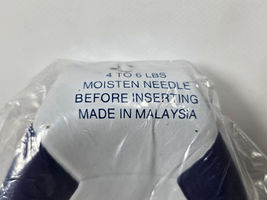 4 TO 6 LBS
MOISTEN NEEDLE
BEFORE INSERTING
MADE IN MALAYSIA